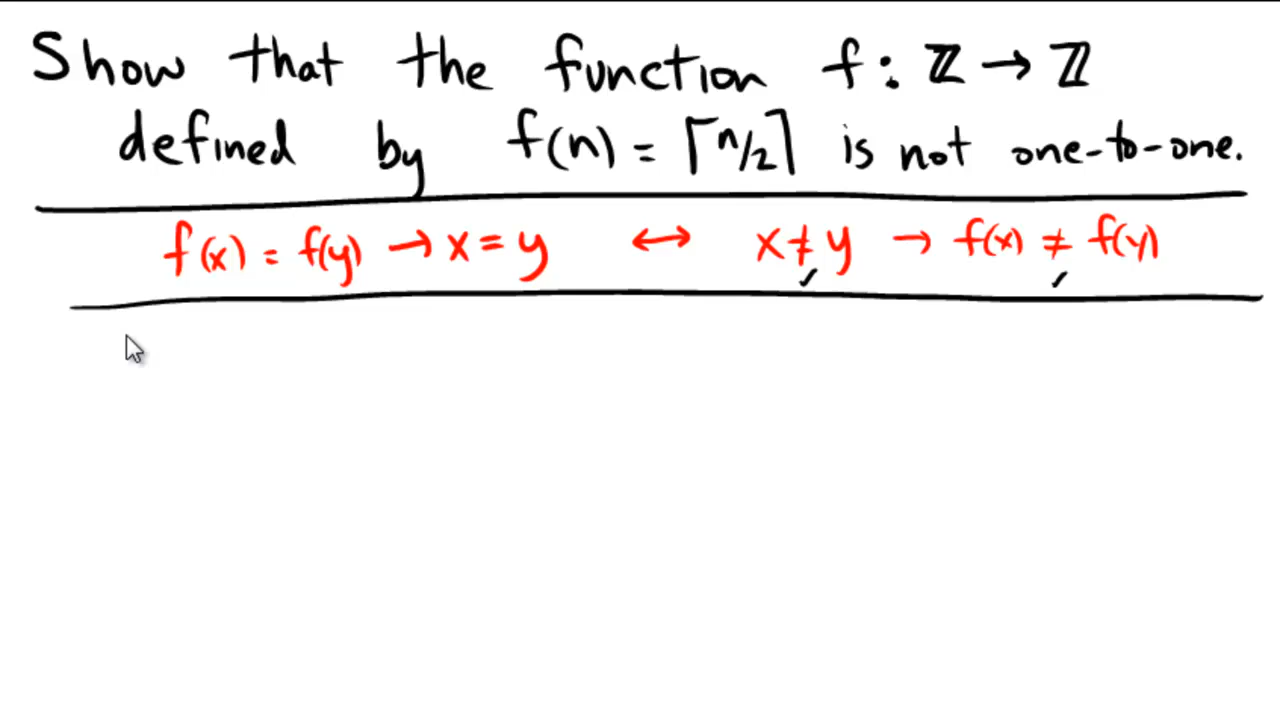 Show that the function f : ℤ → ℤ
defined by f(n) = ⌈n/2⌉ is not one-to-one.
f(x) = f(y) → x = y ↔ x ≠ y → f(x) ≠ f(y)